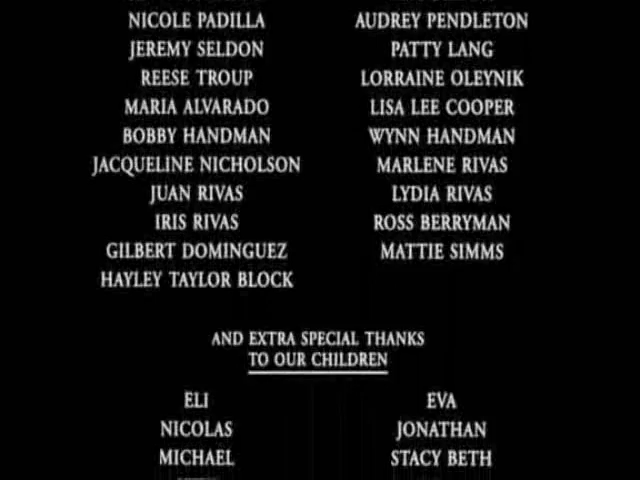 NICOLE PADILLA AUDREY PENDLETON
JEREMY SELDON PATTY LANG
REESE TROUP LORRAINE OLEYNIK
MARIA ALVARADO LISA LEE COOPER
BOBBY HANDMAN WYNN HANDMAN
JACQUELINE NICHOLSON MARLENE RIVAS
JUAN RIVAS LYDIA RIVAS
IRIS RIVAS ROSS BERRYMAN
GILBERT DOMINGUEZ MATTIE SIMMS
HAYLEY TAYLOR BLOCK
AND EXTRA SPECIAL THANKS
TO OUR CHILDREN
ELI EVA
NICOLAS JONATHAN
MICHAEL STACY BETH